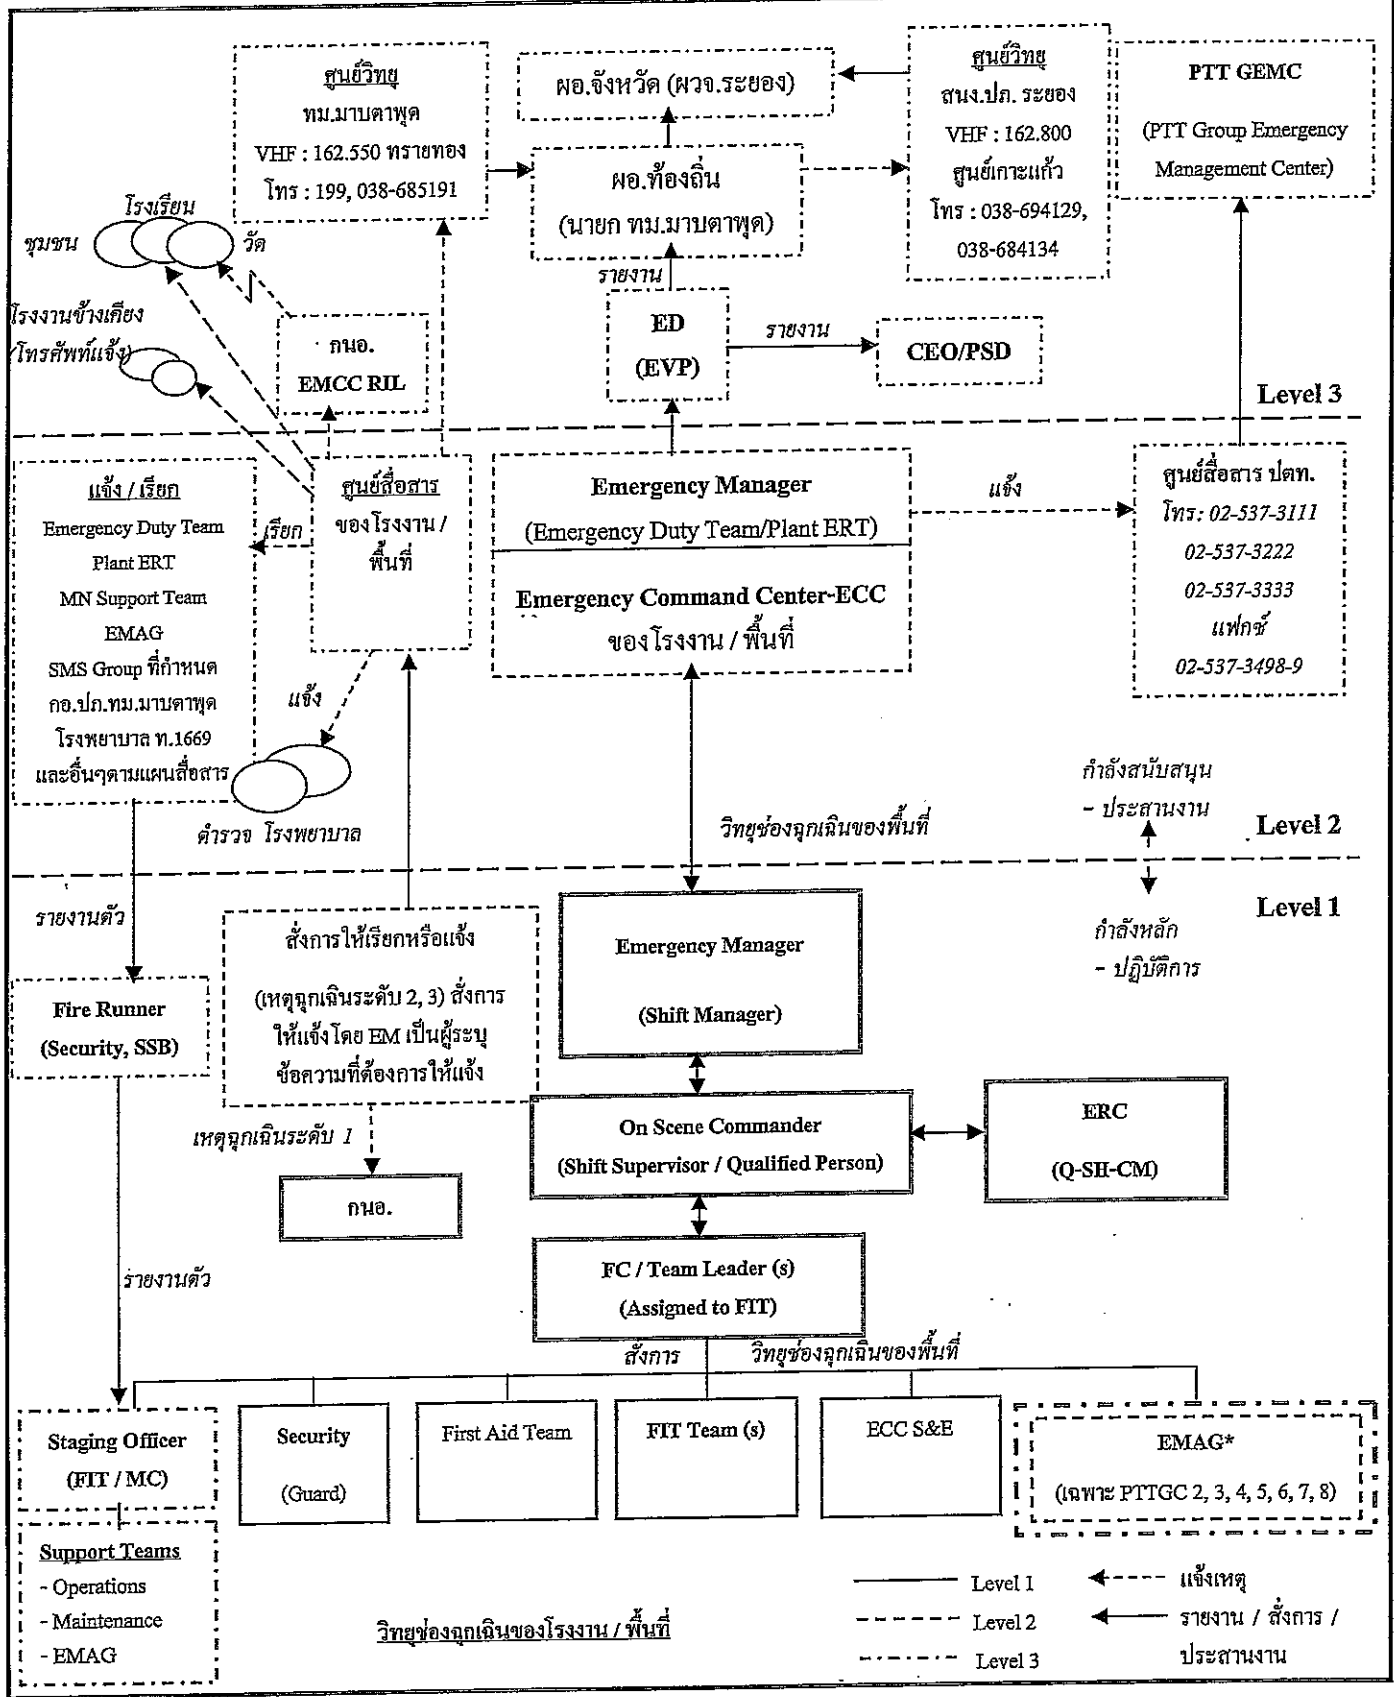 ศูนย์วิทยุ
ทม.มาบตาพุด
VHF : 162.550 ทรายทอง
โทร : 199, 038-685191
ผอ.จังหวัด (ผวจ.ระยอง)
ผอ.ท้องถิ่น
(นายก ทม.มาบตาพุด)
ศูนย์วิทยุ
สนง.ปภ. ระยอง
VHF : 162.800
ศูนย์เกาะแก้ว
โทร : 038-694129,
038-684134
PTT GEMC
(PTT Group Emergency
Management Center)
โรงเรียน
ชุมชน
วัด
โรงงานข้างเคียง
(โทรศัพท์แจ้ง)
กนอ.
EMCC RIL
รายงาน
ED
(EVP)
รายงาน
CEO/PSD
Level 3
แจ้ง / เรียก
Emergency Duty Team
Plant ERT
MN Support Team
EMAG
SMS Group ที่กำหนด
กอ.ปภ.ทม.มาบตาพุด
โรงพยาบาล ท.1669
และอื่นๆตามแผนสื่อสาร
เรียก
ศูนย์สื่อสาร
ของโรงงาน /
พื้นที่
Emergency Manager
(Emergency Duty Team/Plant ERT)
Emergency Command Center-ECC
ของโรงงาน / พื้นที่
แจ้ง
ศูนย์สื่อสาร ปตท.
โทร: 02-537-3111
02-537-3222
02-537-3333
แฟกซ์
02-537-3498-9
แจ้ง
ตำรวจ โรงพยาบาล
วิทยุช่องฉุกเฉินของพื้นที่
กำลังสนับสนุน
- ประสานงาน
Level 2
รายงานตัว
สั่งการให้เรียกหรือแจ้ง
(เหตุฉุกเฉินระดับ 2, 3) สั่งการ
ให้แจ้งโดย EM เป็นผู้ระบุ
ข้อความที่ต้องการให้แจ้ง
Emergency Manager
(Shift Manager)
Level 1
กำลังหลัก
- ปฏิบัติการ
Fire Runner
(Security, SSB)
เหตุฉุกเฉินระดับ 1
กนอ.
On Scene Commander
(Shift Supervisor / Qualified Person)
ERC
(Q-SH-CM)
FC / Team Leader (s)
(Assigned to FIT)
รายงานตัว
สั่งการ
วิทยุช่องฉุกเฉินของพื้นที่
Staging Officer
(FIT / MC)
Security
(Guard)
First Aid Team
FIT Team (s)
ECC S&E
EMAG*
(เฉพาะ PTTGC 2, 3, 4, 5, 6, 7, 8)
Support Teams
- Operations
- Maintenance
- EMAG
วิทยุช่องฉุกเฉินของโรงงาน / พื้นที่
Level 1
Level 2
Level 3
แจ้งเหตุ
รายงาน / สั่งการ /
ประสานงาน